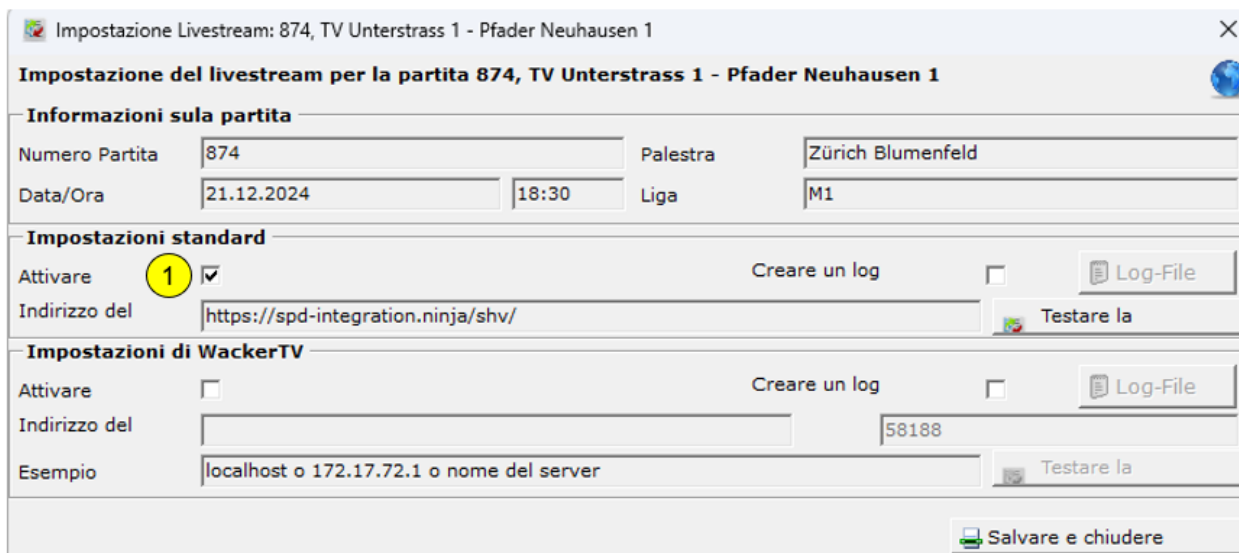 Impostazione Livestream: 874, TV Unterstrass 1 - Pfader Neuhausen 1
Impostazione del livestream per la partita 874, TV Unterstrass 1 - Pfader Neuhausen 1
Informazioni sula partita
Numero Partita 874 Palestra Zürich Blumenfeld
Data/Ora 21.12.2024 18:30 Liga M1
Impostazioni standard
Attivare 1 Creare un log Log-File
Indirizzo del https://spd-integration.ninja/shv/ Testare la
Impostazioni di WackerTV
Attivare Creare un log Log-File
Indirizzo del 58188
Esempio localhost o 172.17.72.1 o nome del server Testare la
Salvare e chiudere